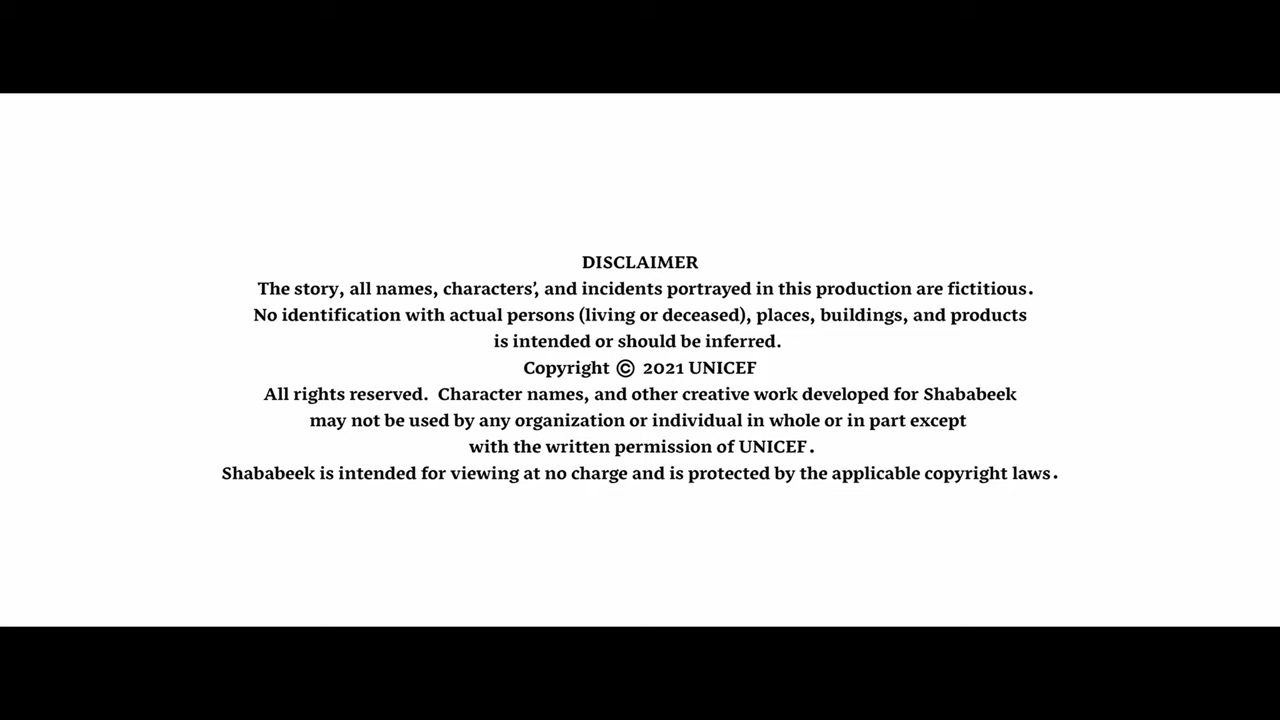 DISCLAIMER
The story, all names, characters’, and incidents portrayed in this production are fictitious.
No identification with actual persons (living or deceased), places, buildings, and products
is intended or should be inferred.
Copyright © 2021 UNICEF
All rights reserved.  Character names, and other creative work developed for Shababeek
may not be used by any organization or individual in whole or in part except
with the written permission of UNICEF.
Shababeek is intended for viewing at no charge and is protected by the applicable copyright laws.